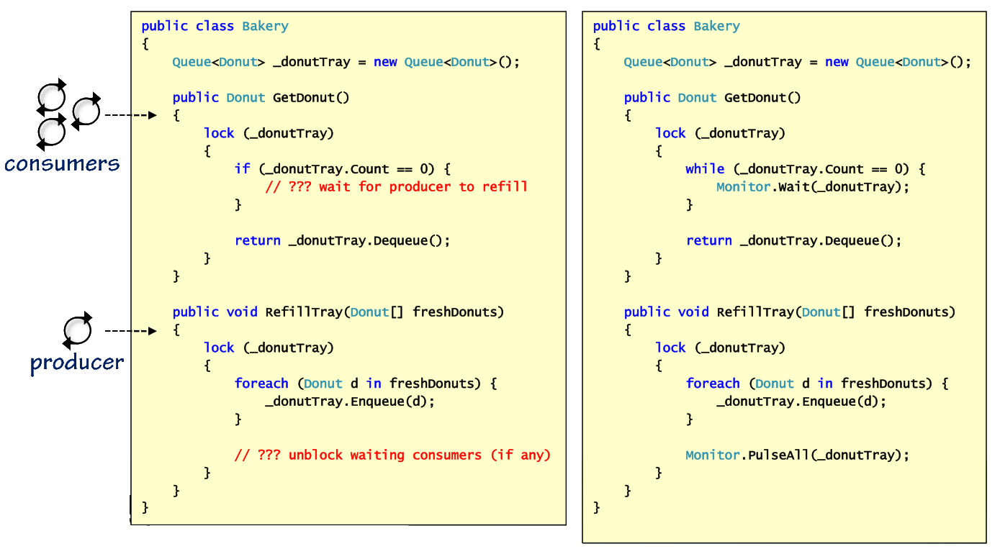 public class Bakery
{
    Queue<Donut> _donutTray = new Queue<Donut>();

    public Donut GetDonut()
    {
        lock (_donutTray)
        {
            if (_donutTray.Count == 0) {
                // ??? wait for producer to refill
            }

            return _donutTray.Dequeue();
        }
    }

    public void RefillTray(Donut[] freshDonuts)
    {
        lock (_donutTray)
        {
            foreach (Donut d in freshDonuts) {
                _donutTray.Enqueue(d);
            }

            // ??? unblock waiting consumers (if any)
        }
    }
}
consumers
producer
public class Bakery
{
    Queue<Donut> _donutTray = new Queue<Donut>();

    public Donut GetDonut()
    {
        lock (_donutTray)
        {
            while (_donutTray.Count == 0) {
                Monitor.Wait(_donutTray);
            }

            return _donutTray.Dequeue();
        }
    }

    public void RefillTray(Donut[] freshDonuts)
    {
        lock (_donutTray)
        {
            foreach (Donut d in freshDonuts) {
                _donutTray.Enqueue(d);
            }

            Monitor.PulseAll(_donutTray);
        }
    }
}